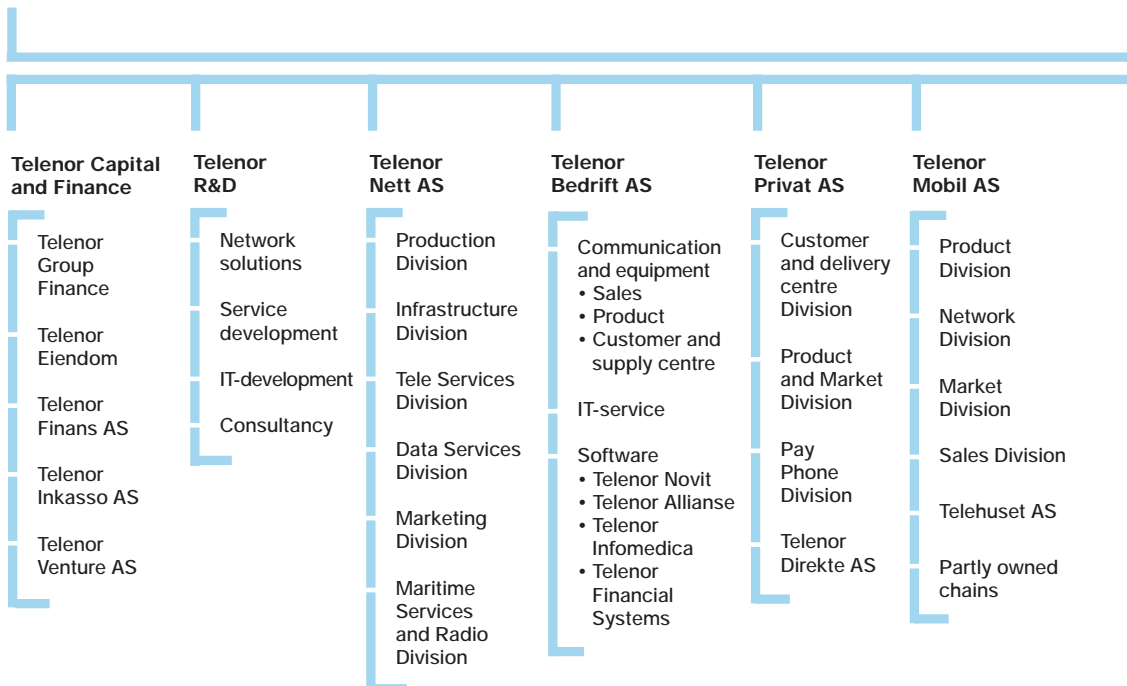 Telenor Capital
and Finance
Telenor
Group
Finance
Telenor
Eiendom
Telenor
Finans AS
Telenor
Inkasso AS
Telenor
Venture AS
Telenor
R&D
Network
solutions
Service
development
IT-development
Consultancy
Telenor
Nett AS
Production
Division
Infrastructure
Division
Tele Services
Division
Data Services
Division
Marketing
Division
Maritime
Services
and Radio
Division
Telenor
Bedrift AS
Communication
and equipment
• Sales
• Product
• Customer and
supply centre
IT-service
Software
• Telenor Novit
• Telenor Allianse
• Telenor
Infomedica
• Telenor
Financial
Systems
Telenor
Privat AS
Customer
and delivery
centre
Division
Product
and Market
Division
Pay
Phone
Division
Telenor
Direkte AS
Telenor
Mobil AS
Product
Division
Network
Division
Market
Division
Sales Division
Telehuset AS
Partly owned
chains